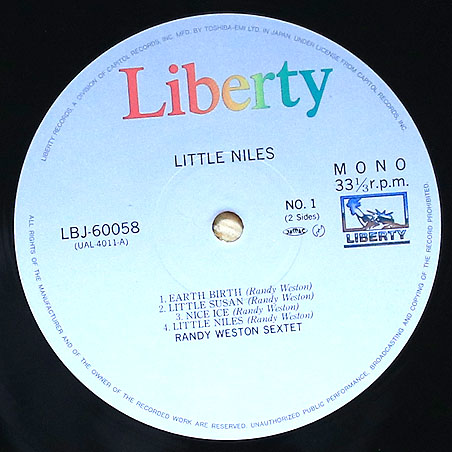 LIBERTY RECORDS, A DIVISION OF CAPITOL RECORDS, INC. MFD. BY TOSHIBA-EMI LTD. IN JAPAN UNDER LICENSE FROM CAPITOL RECORDS, INC.
Liberty
LITTLE NILES
MONO
33 1/3 r.p.m.
NO. 1
(2 Sides)
LBJ-60058
(UAL-4011-A)
LIBERTY
1. EARTH BIRTH (Randy Weston)
2. LITTLE SUSAN (Randy Weston)
3. NICE ICE (Randy Weston)
4. LITTLE NILES (Randy Weston)
RANDY WESTON SEXTET
ALL RIGHTS OF THE MANUFACTURER AND OF THE OWNER OF THE RECORDED WORK ARE RESERVED. UNAUTHORIZED PUBLIC PERFORMANCE, BROADCASTING AND COPYING OF THE RECORD PROHIBITED.